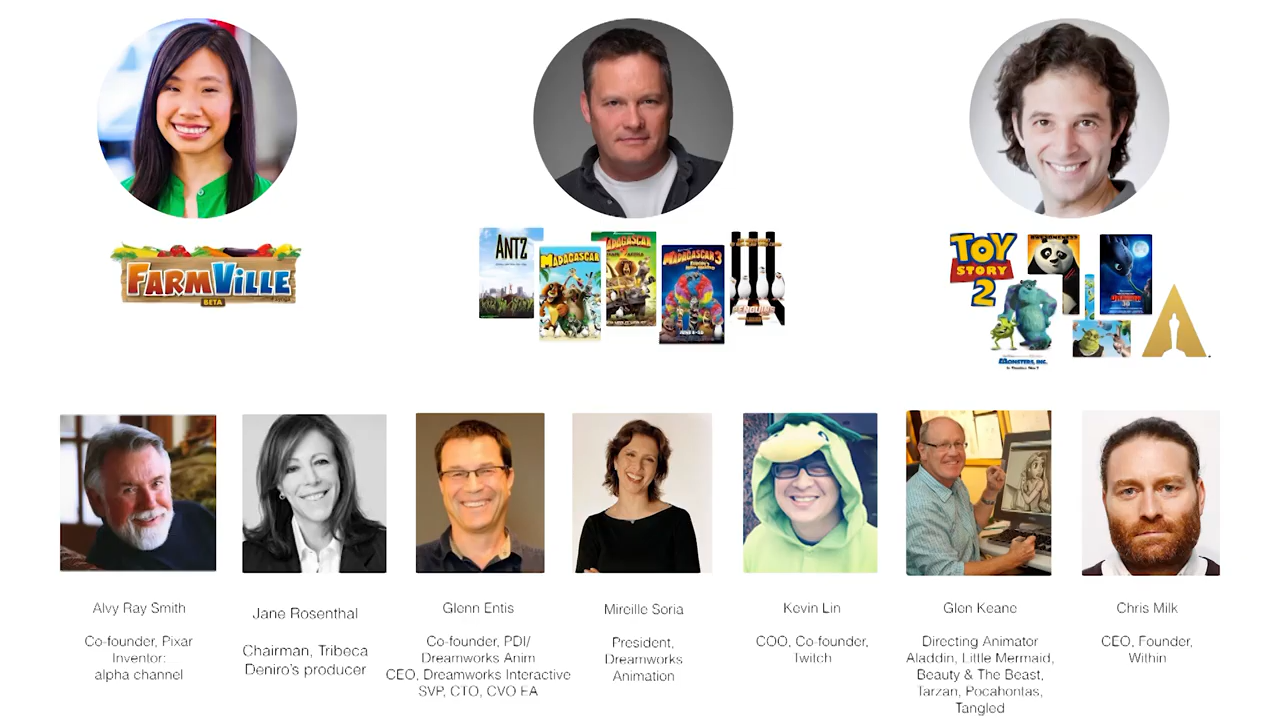 FARMVILLE
BETA
ANTZ
MADAGASCAR
MADAGASCAR
MADAGASCAR 3
PENGUINS
TOY
STORY
2
MONSTERS, INC.
Alvy Ray Smith
Co-founder, Pixar
Inventor:
alpha channel
Jane Rosenthal
Chairman, Tribeca
Deniro's producer
Glenn Entis
Co-founder, PDI/
Dreamworks Anim
CEO, Dreamworks Interactive
SVP, CTO, CVO EA
Mireille Soria
President,
Dreamworks
Animation
Kevin Lin
COO, Co-founder,
Twitch
Glen Keane
Directing Animator
Aladdin, Little Mermaid,
Beauty & The Beast,
Tarzan, Pocahontas,
Tangled
Chris Milk
CEO, Founder,
Within